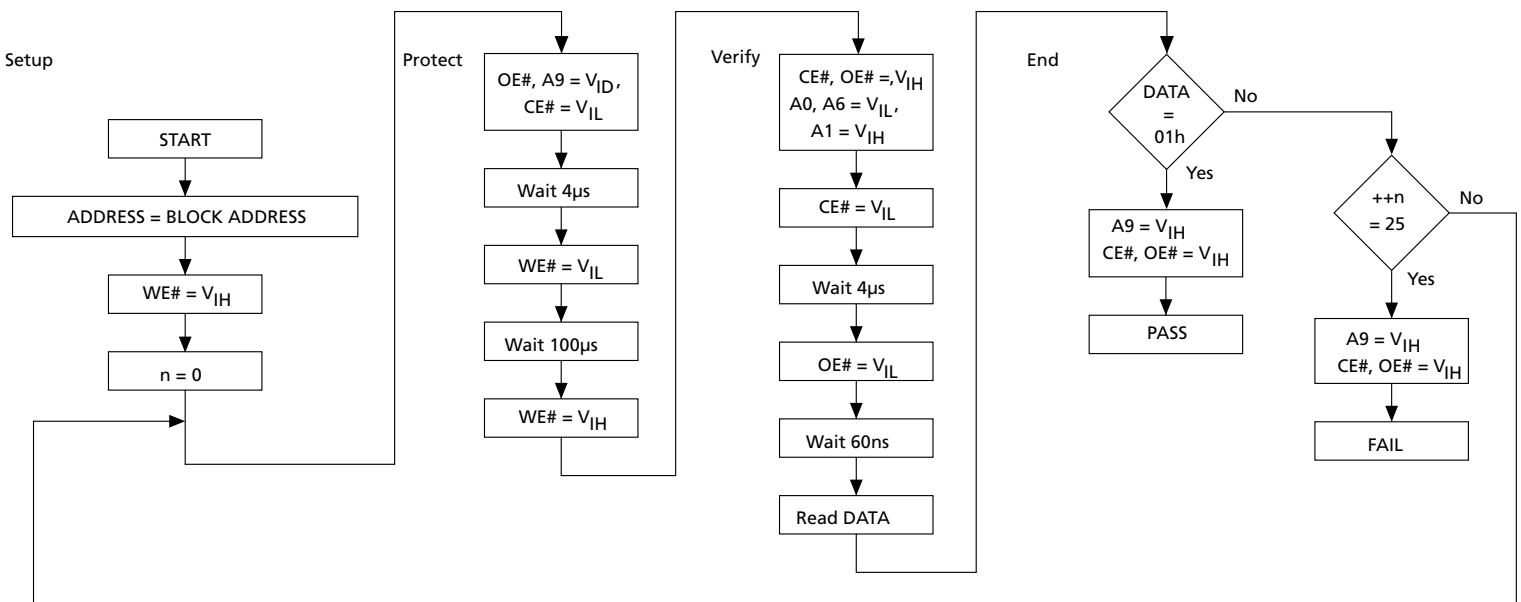 Setup
START
ADDRESS = BLOCK ADDRESS
WE# = VIH
n = 0
Protect
OE#, A9 = VID,
CE# = VIL
Wait 4µs
WE# = VIL
Wait 100µs
WE# = VIH
Verify
CE#, OE# =,VIH
A0, A6 = VIL,
A1 = VIH
CE# = VIL
Wait 4µs
OE# = VIL
Wait 60ns
Read DATA
End
DATA
=
01h
No
Yes
A9 = VIH
CE#, OE# = VIH
PASS
++n
= 25
No
Yes
A9 = VIH
CE#, OE# = VIH
FAIL